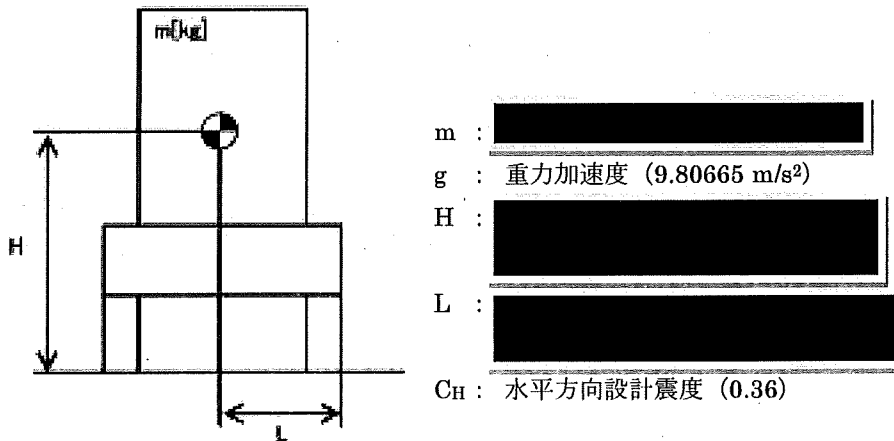 m[kg]
H
L
m :
g : 重力加速度（9.80665 m/s²）
H :
L :
CH : 水平方向設計震度（0.36）